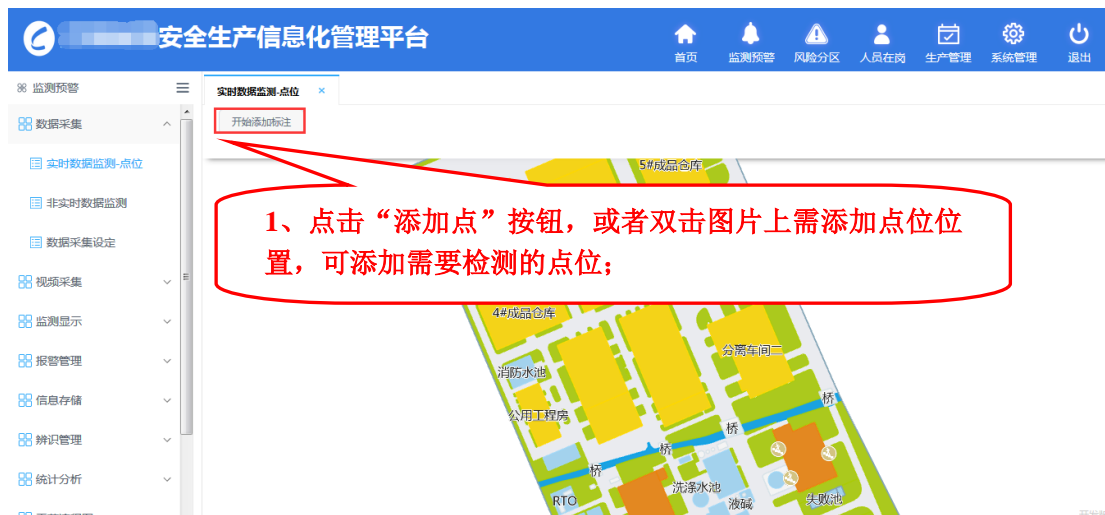 安全生产信息化管理平台
首页
监测预警
风险分区
人员在岗
生产管理
系统管理
退出
监测预警
数据采集
实时数据监测-点位
非实时数据监测
数据采集设定
视频采集
监测显示
报警管理
信息存储
辨识管理
统计分析
实时数据监测-点位 ×
开始添加标注
5#成品仓库
1、点击“添加点”按钮，或者双击图片上需添加点位位
置，可添加需要检测的点位；
4#成品仓库
分离车间二
消防水池
公用工程房
桥
桥
桥
桥
洗涤水池
RTO
液碱
失败池